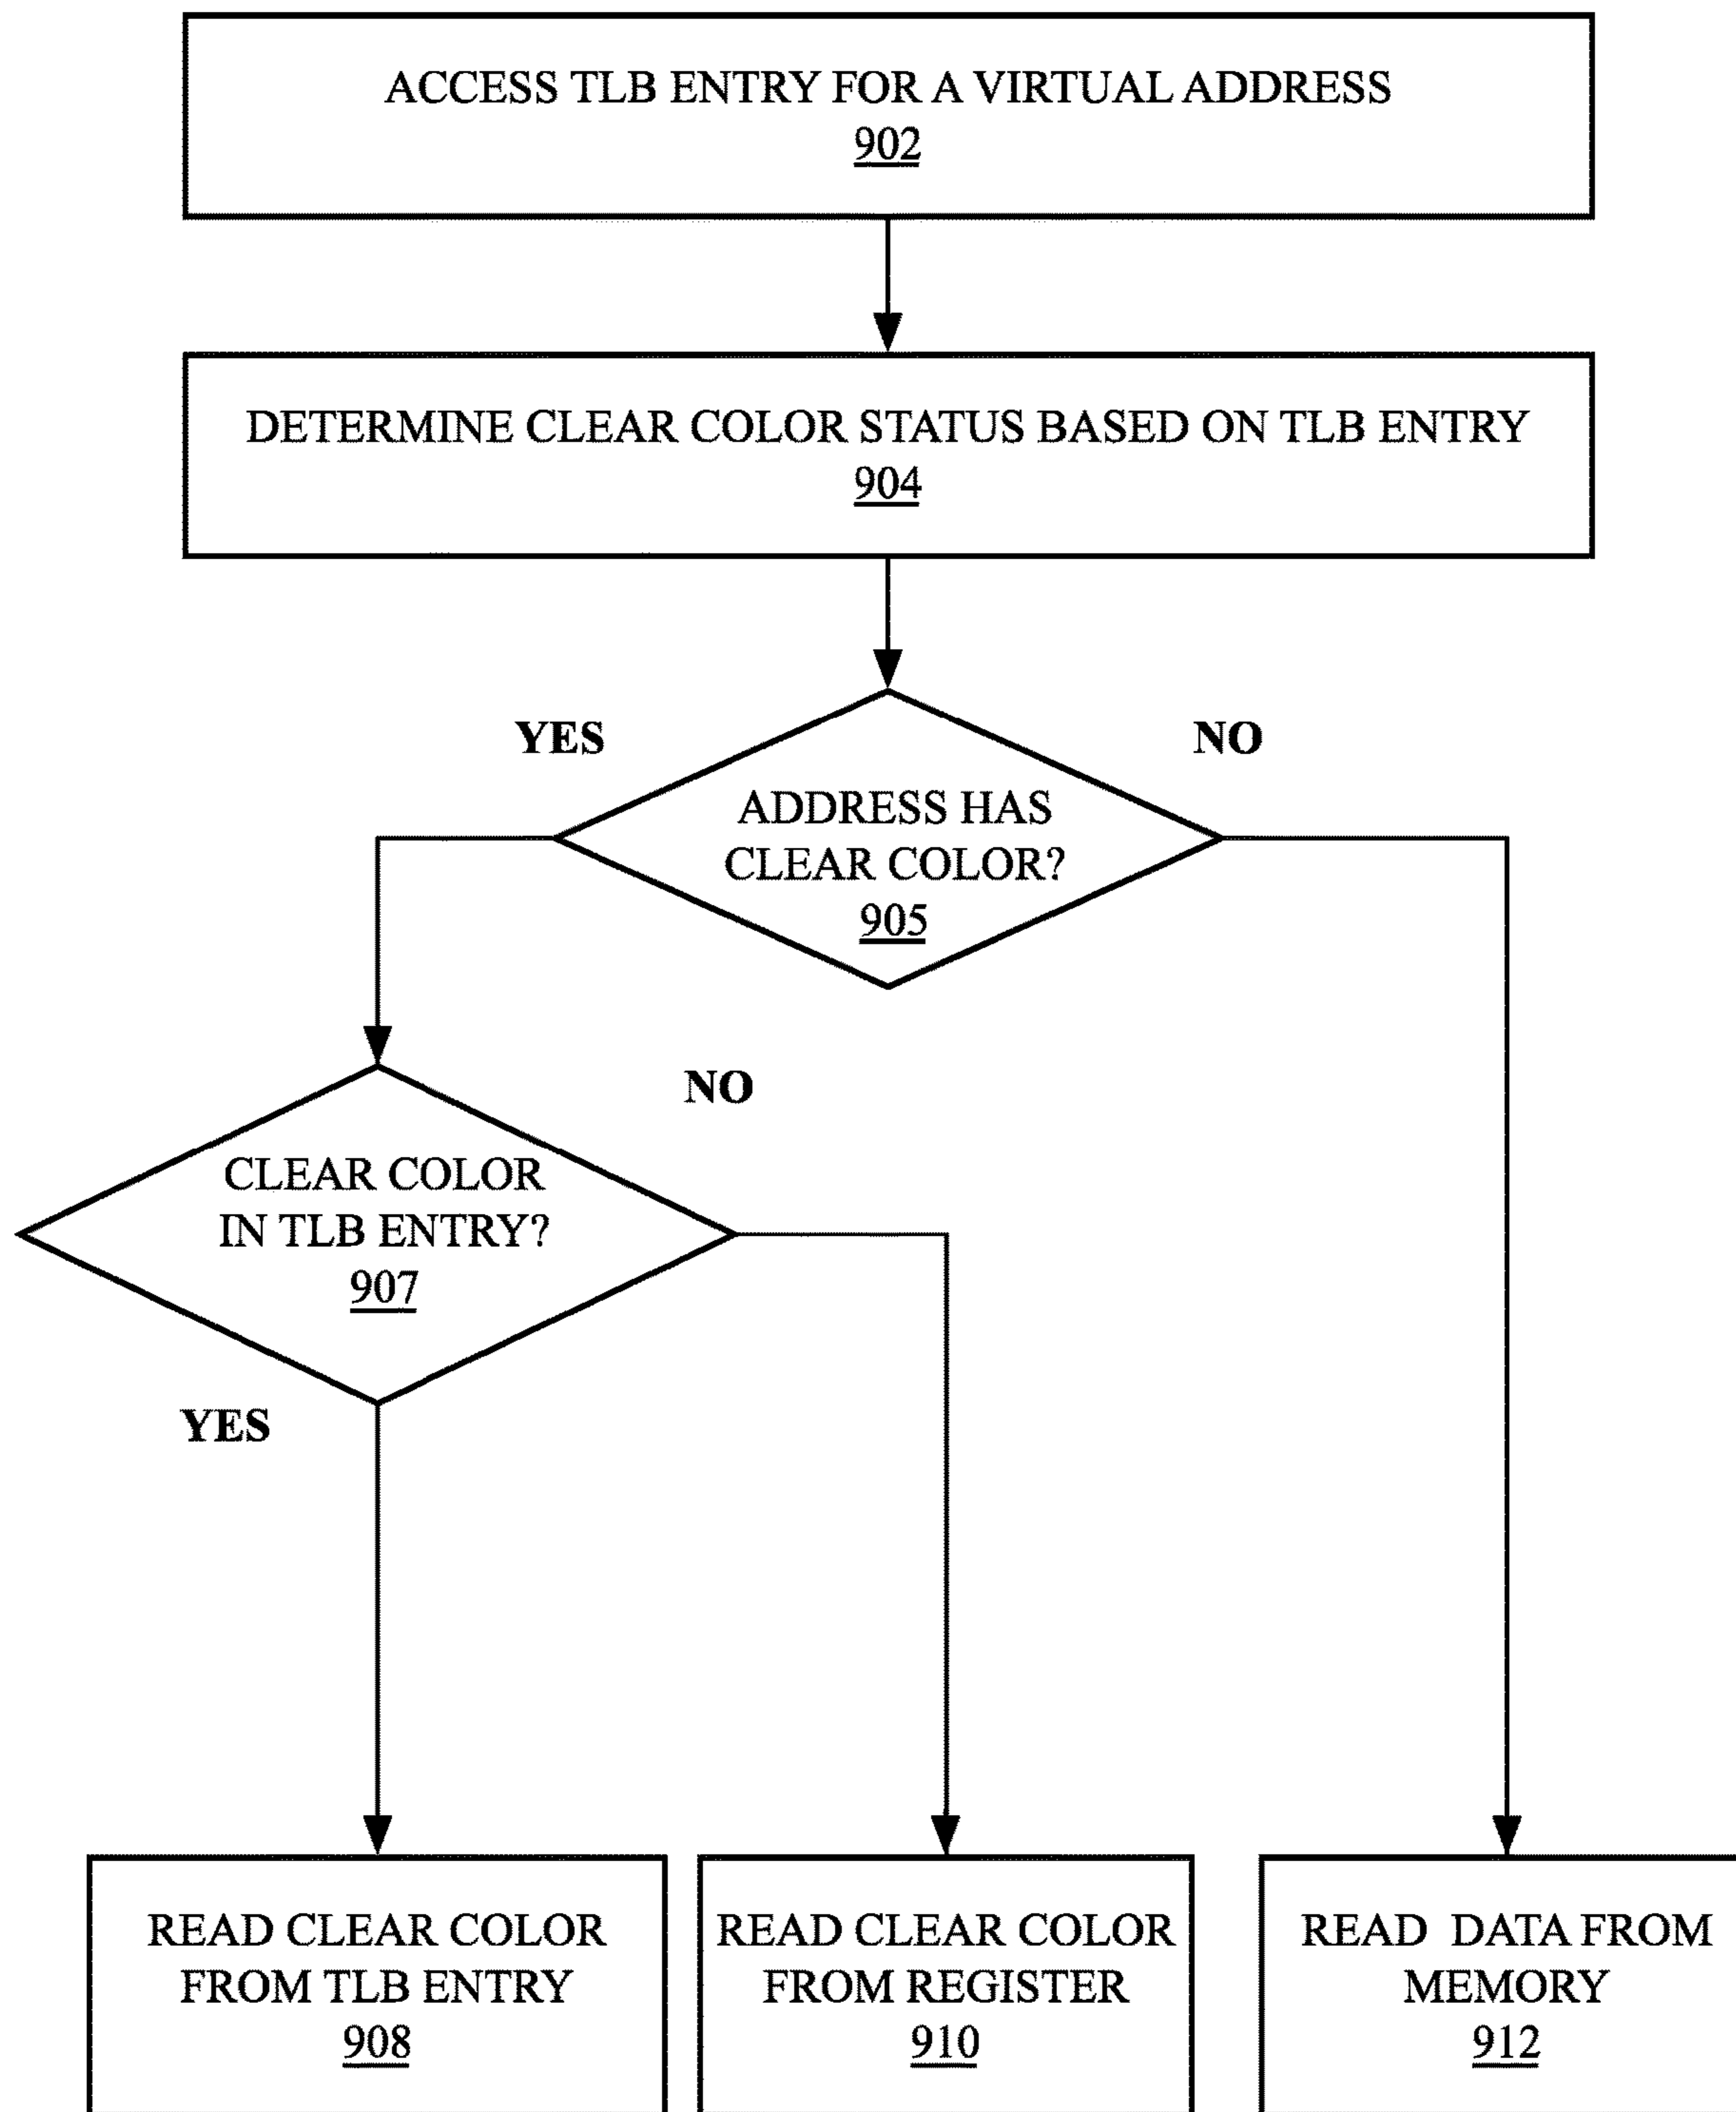 ACCESS TLB ENTRY FOR A VIRTUAL ADDRESS
902
DETERMINE CLEAR COLOR STATUS BASED ON TLB ENTRY
904
YES
NO
ADDRESS HAS
CLEAR COLOR?
905
NO
CLEAR COLOR
IN TLB ENTRY?
907
YES
READ CLEAR COLOR
FROM TLB ENTRY
908
READ CLEAR COLOR
FROM REGISTER
910
READ DATA FROM
MEMORY
912